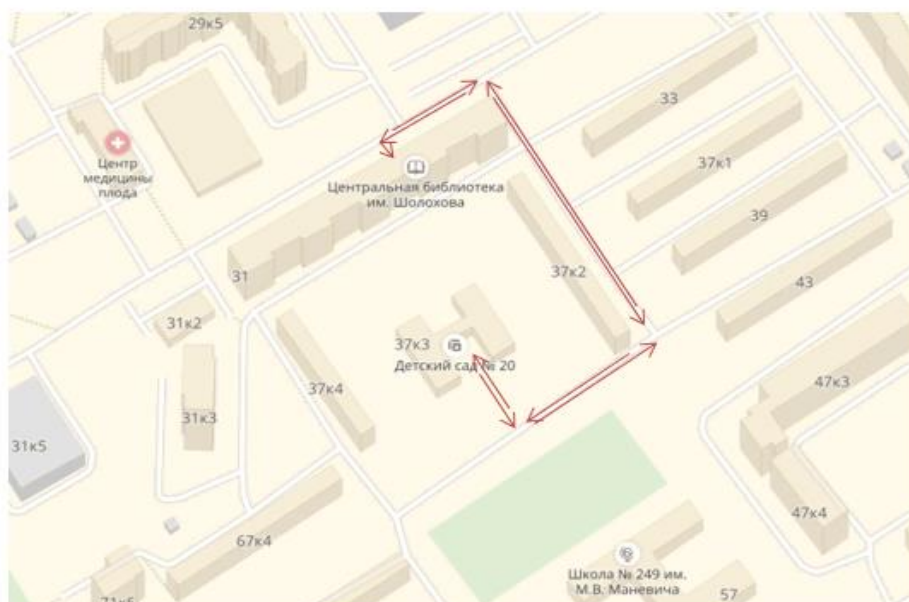 29к5
33
Центр
медицины
плода
37к1
Центральная библиотека
им. Шолохова
39
31
37к2
43
31к2
37к3
Детский сад № 20
37к4
47к3
31к3
31к5
47к4
67к4
Школа № 249 им.
М.В. Маневича
57
71к6